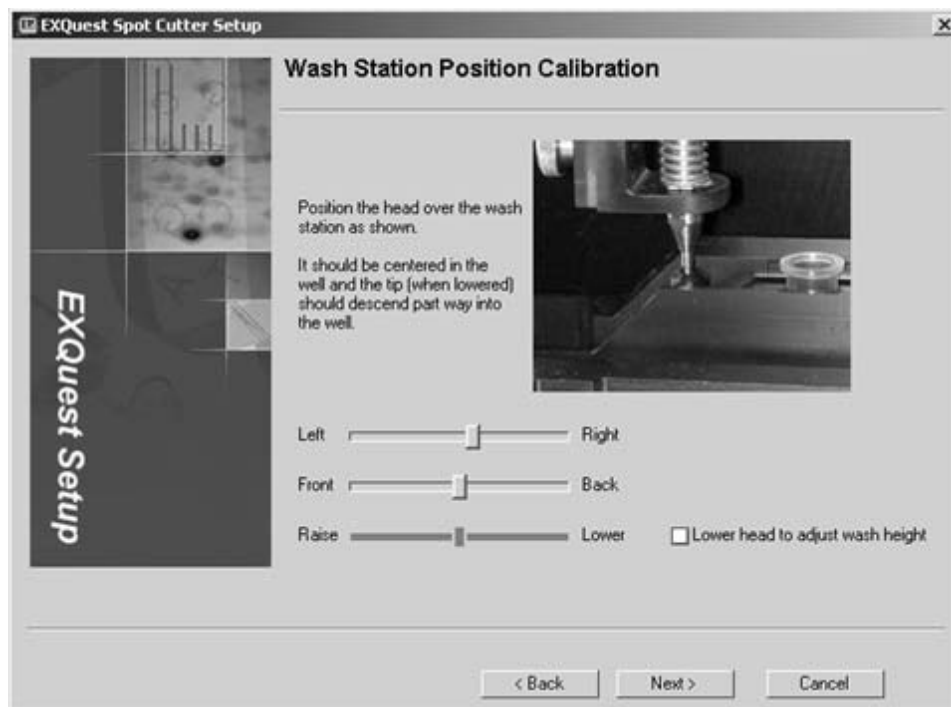 EXQuest Spot Cutter Setup
Wash Station Position Calibration
Position the head over the wash
station as shown.
It should be centered in the
well and the tip (when lowered)
should descend part way into
the well.
EXQuest Setup
Left Right
Front Back
Raise Lower Lower head to adjust wash height
< Back Next > Cancel